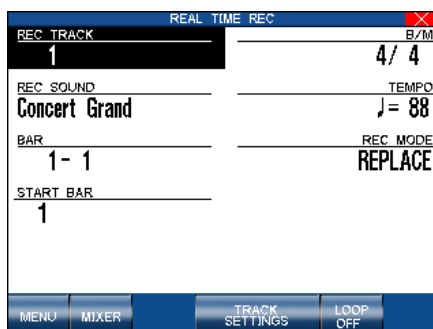 REAL TIME REC
REC TRACK
1
B/M
4/ 4
REC SOUND
Concert Grand
TEMPO
♩= 88
BAR
1- 1
REC MODE
REPLACE
START BAR
1
MENU
MIXER
TRACK
SETTINGS
LOOP
OFF